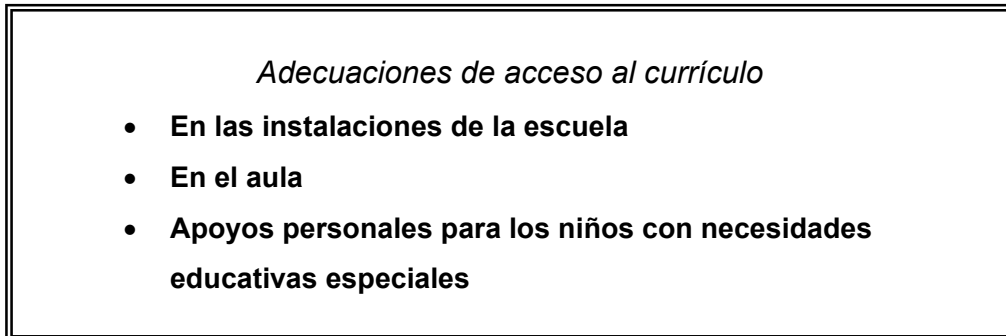 Adecuaciones de acceso al currículo
• En las instalaciones de la escuela
• En el aula
• Apoyos personales para los niños con necesidades
educativas especiales